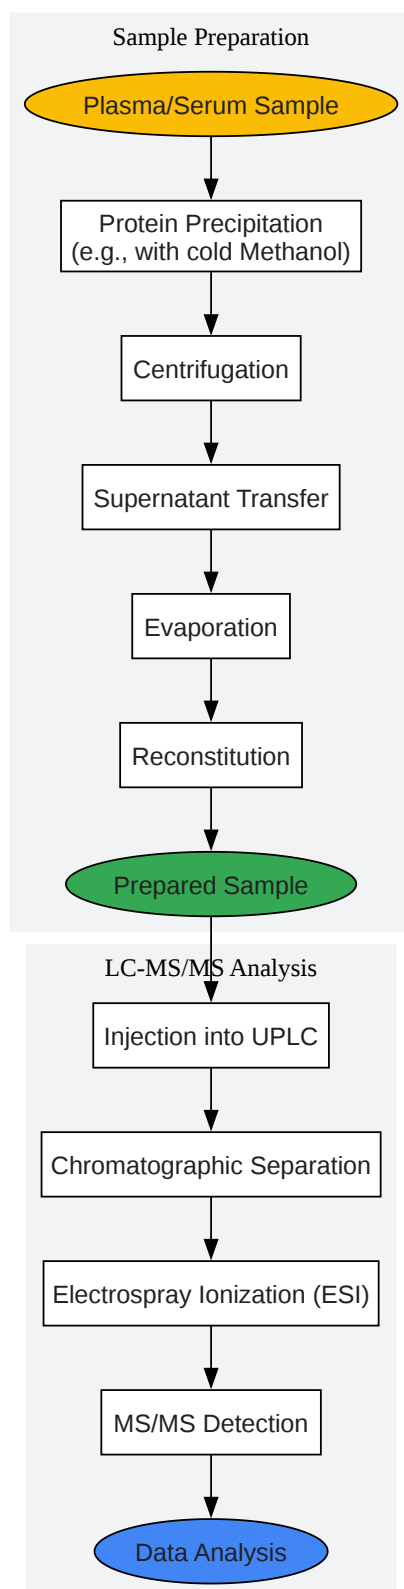 Sample Preparation
Plasma/Serum Sample
Protein Precipitation
(e.g., with cold Methanol)
Centrifugation
Supernatant Transfer
Evaporation
Reconstitution
Prepared Sample
LC-MS/MS Analysis
Injection into UPLC
Chromatographic Separation
Electrospray Ionization (ESI)
MS/MS Detection
Data Analysis